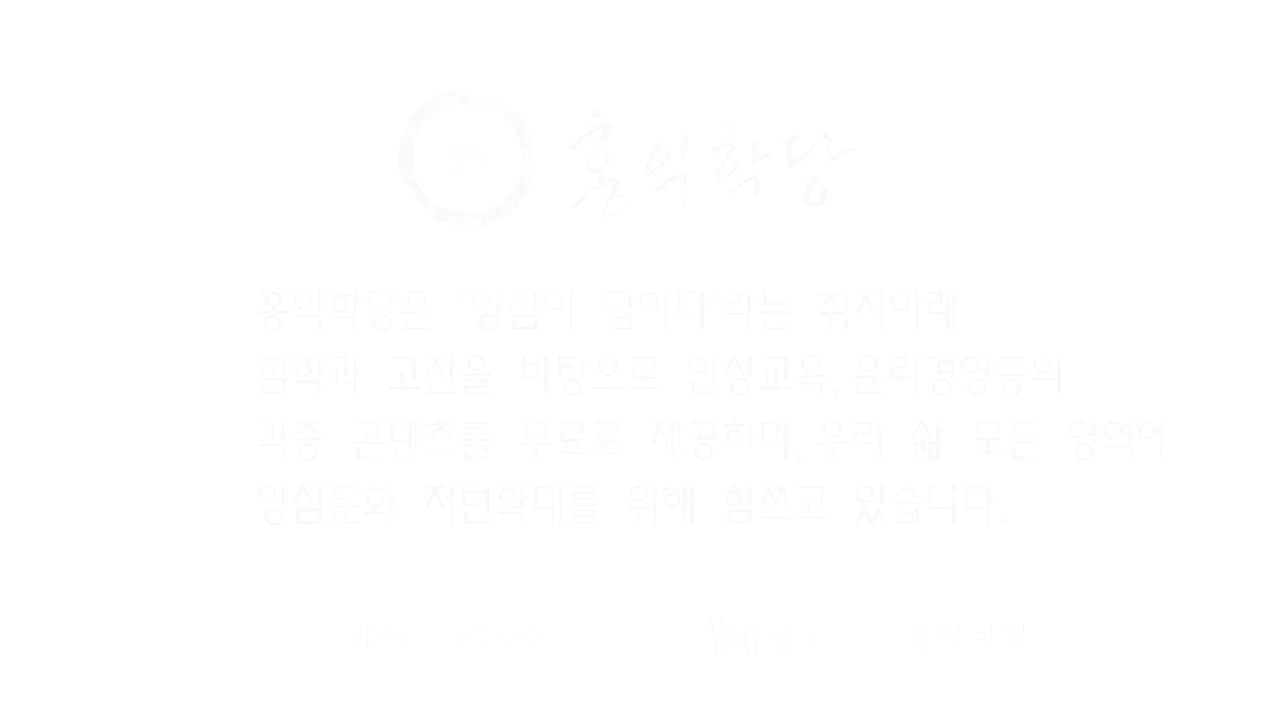 홍익학당
홍익학당은 '양심이 답이다'라는 취지아래
철학과 고전을 바탕으로 인성교육, 윤리경영등의
각종 콘텐츠를 무료로 제공하며, 우리 삶 모든 영역에
양심문화 저변확대를 위해 힘쓰고 있습니다.